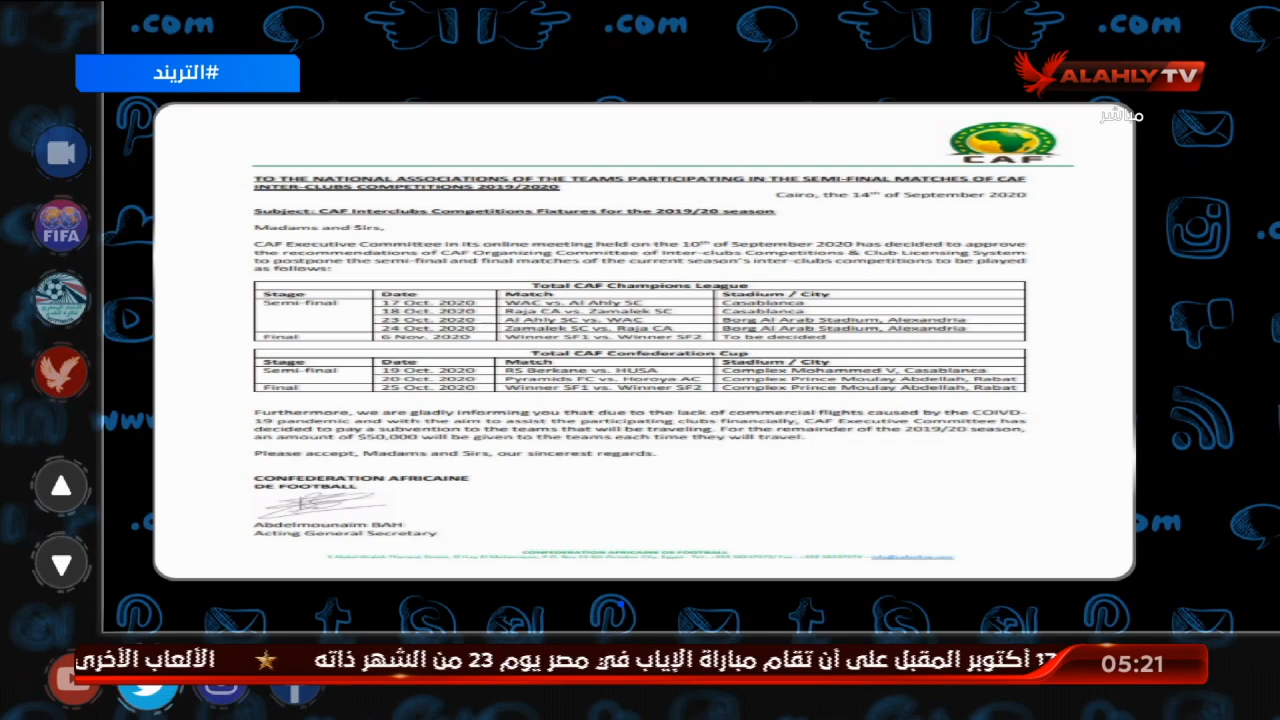 .com
.com
.com
#التريند
ALAHLY TV
مباشر
CAF
TO THE NATIONAL ASSOCIATIONS OF THE TEAMS PARTICIPATING IN THE SEMI-FINAL MATCHES OF CAF
INTER-CLUBS COMPETITIONS 2019/2020
Cairo, the 14th of September 2020
Subject: CAF Interclubs Competitions Fixtures for the 2019/20 season
Madams and Sirs,
CAF Executive Committee in its online meeting held on the 10th of September 2020 has decided to approve
the recommendations of CAF Organizing Committee of Inter-clubs Competitions & Club Licensing System
to postpone the semi-final and final matches of the current season's inter-clubs competitions to be played
as follows:
Total CAF Champions League
Stage Date Match Stadium / City
Semi-final 17 Oct. 2020 WAC vs. Al Ahly SC Casablanca
18 Oct. 2020 Raja CA vs. Zamalek SC Casablanca
23 Oct. 2020 Al Ahly SC vs. WAC Borg Al Arab Stadium, Alexandria
24 Oct. 2020 Zamalek SC vs. Raja CA Borg Al Arab Stadium, Alexandria
Final 6 Nov. 2020 Winner SF1 vs. Winner SF2 To be decided
Total CAF Confederation Cup
Stage Date Match Stadium / City
Semi-final 19 Oct. 2020 RS Berkane vs. HUSA Complex Mohammed V, Casablanca
20 Oct. 2020 Pyramids FC vs. Horoya AC Complex Prince Moulay Abdellah, Rabat
Final 25 Oct. 2020 Winner SF1 vs. Winner SF2 Complex Prince Moulay Abdellah, Rabat
Furthermore, we are gladly informing you that due to the lack of commercial flights caused by the COIVD-
19 pandemic and with the aim to assist the participating clubs financially, CAF Executive Committee has
decided to pay a subvention to the teams that will be traveling. For the remainder of the 2019/20 season,
an amount of $50,000 will be given to the teams each time they will travel.
Please accept, Madams and Sirs, our sincerest regards.
CONFEDERATION AFRICAINE
DE FOOTBALL
Abdelmounaim BAH
Acting General Secretary
CONFEDERATION AFRICAINE DE FOOTBALL
FIFA
17 أكتوبر المقبل على أن تقام مباراة الإياب في مصر يوم 23 من الشهر ذاته
الألعاب الأخرى
05:21